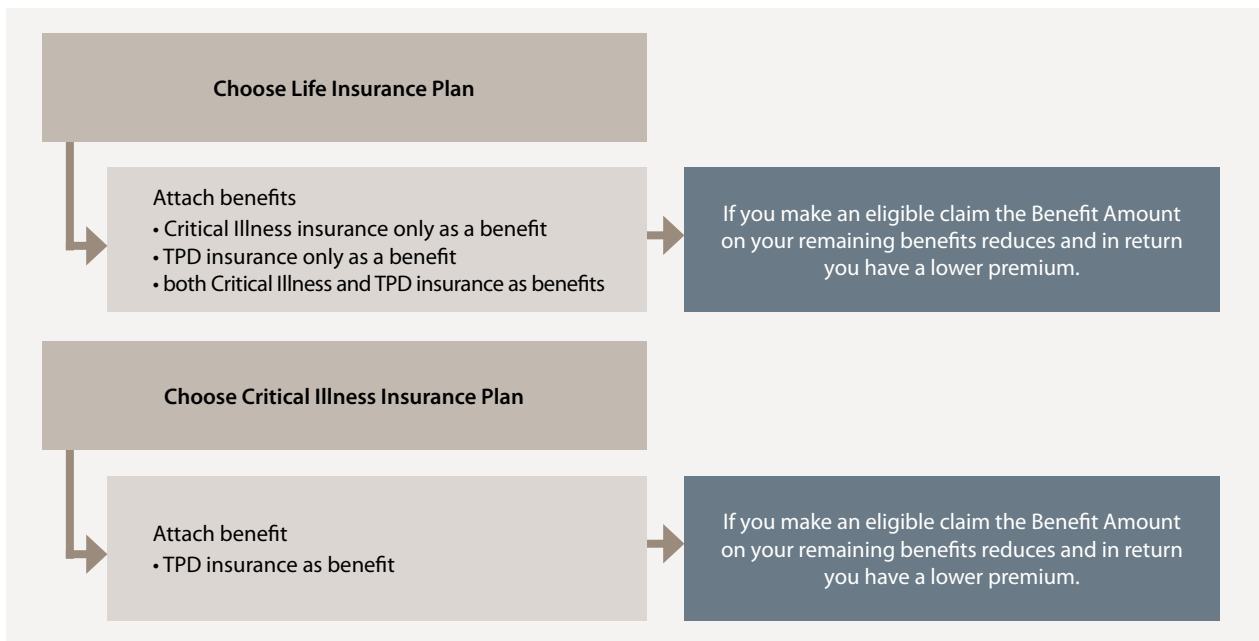 Choose Life Insurance Plan
Attach benefits
• Critical Illness insurance only as a benefit
• TPD insurance only as a benefit
• both Critical Illness and TPD insurance as benefits
If you make an eligible claim the Benefit Amount
on your remaining benefits reduces and in return
you have a lower premium.
Choose Critical Illness Insurance Plan
Attach benefit
• TPD insurance as benefit
If you make an eligible claim the Benefit Amount
on your remaining benefits reduces and in return
you have a lower premium.